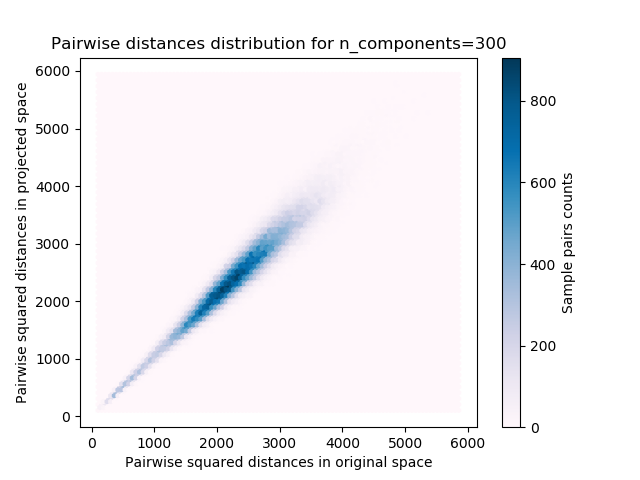 Pairwise distances distribution for n_components=300
Pairwise squared distances in projected space
6000
5000
4000
3000
2000
1000
0
0 1000 2000 3000 4000 5000 6000
Pairwise squared distances in original space
800
600
400
200
0
Sample pairs counts